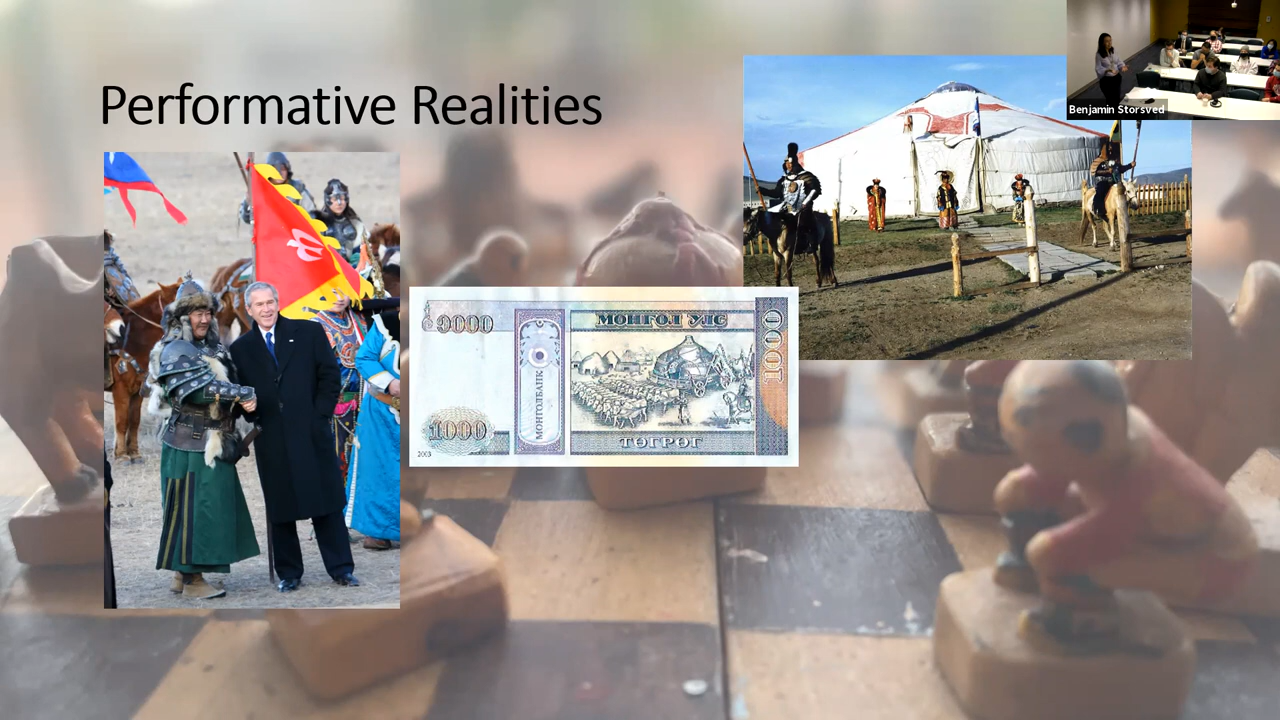 Performative Realities
Benjamin Storsved
МОНГОЛ УЛС
1000
МОНГОЛБАНК
1000
ТӨГРӨГ
2003